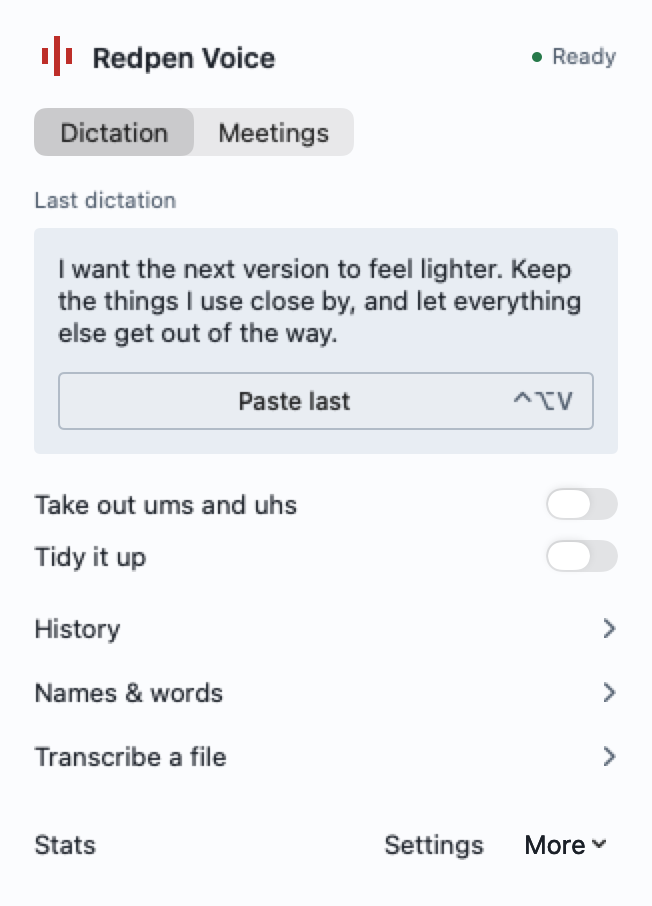 Redpen Voice
Ready
Dictation
Meetings
Last dictation
I want the next version to feel lighter. Keep
the things I use close by, and let everything
else get out of the way.
Paste last ⌃⌥V
Take out ums and uhs
Tidy it up
History
Names & words
Transcribe a file
Stats
Settings
More